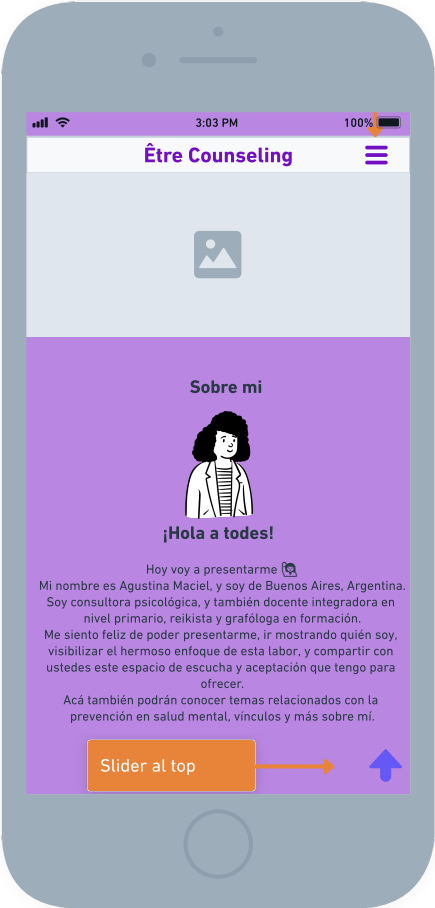 3:03 PM
100%
Être Counseling
Sobre mi
¡Hola a todes!
Hoy voy a presentarme
Mi nombre es Agustina Maciel, y soy de Buenos Aires, Argentina.
Soy consultora psicológica, y también docente integradora en
nivel primario, reikista y grafóloga en formación.
Me siento feliz de poder presentarme, ir mostrando quién soy,
visibilizar el hermoso enfoque de esta labor, y compartir con
ustedes este espacio de escucha y aceptación que tengo para
ofrecer.
Acá también podrán conocer temas relacionados con la
prevención en salud mental, vínculos y más sobre mí.
Slider al top